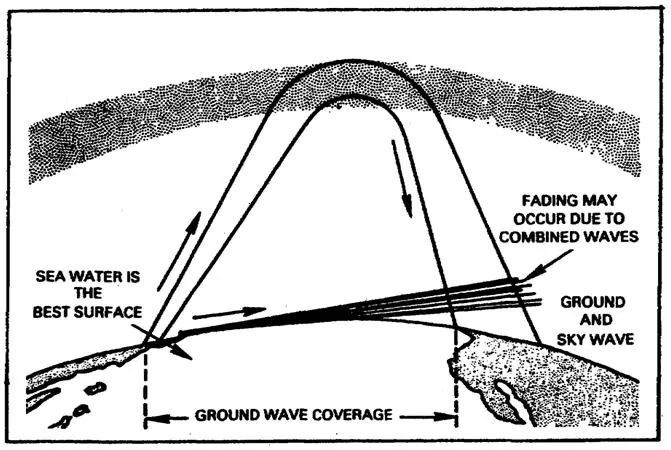 FADING MAY
OCCUR DUE TO
COMBINED WAVES
SEA WATER IS
THE
BEST SURFACE
GROUND
AND
SKY WAVE
GROUND WAVE COVERAGE